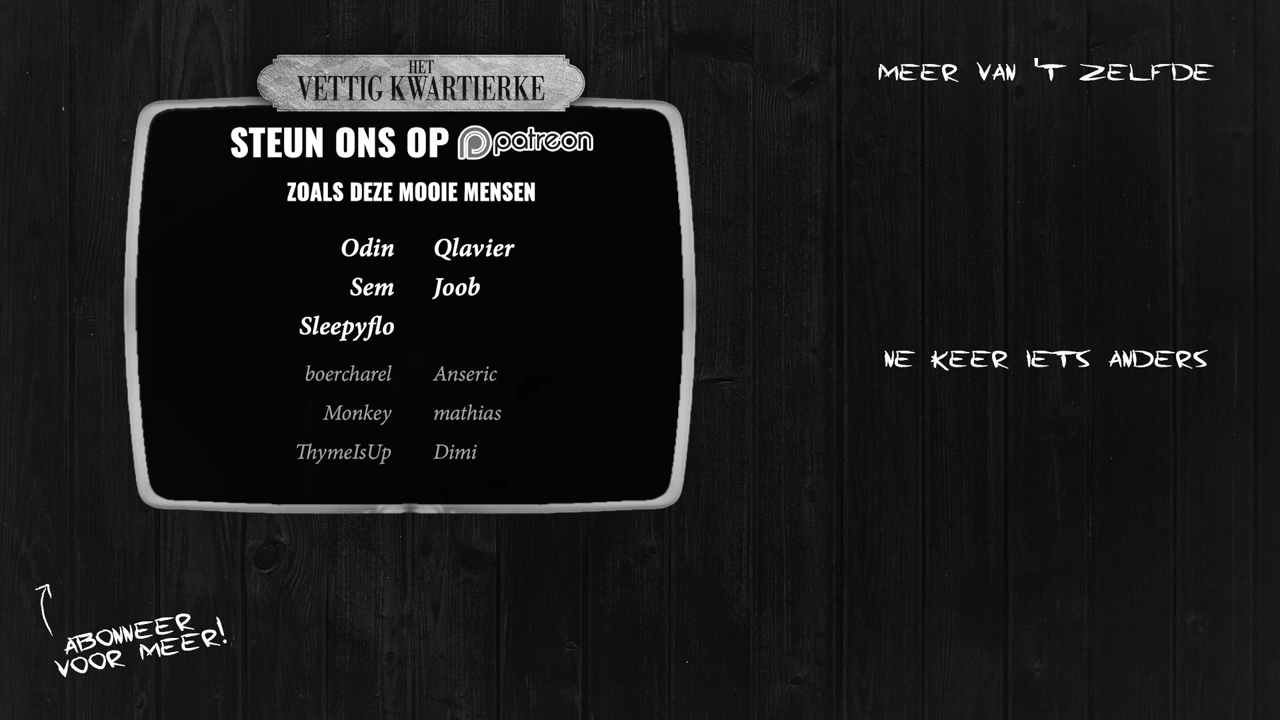 HET
VETTIG KWARTIERKE
STEUN ONS OP patreon
ZOALS DEZE MOOIE MENSEN
Odin Qlavier
Sem Joob
Sleepyflo
boercharel Anseric
Monkey mathias
ThymeIsUp Dimi
MEER VAN 'T ZELFDE
NE KEER IETS ANDERS
ABONNEER
VOOR MEER!